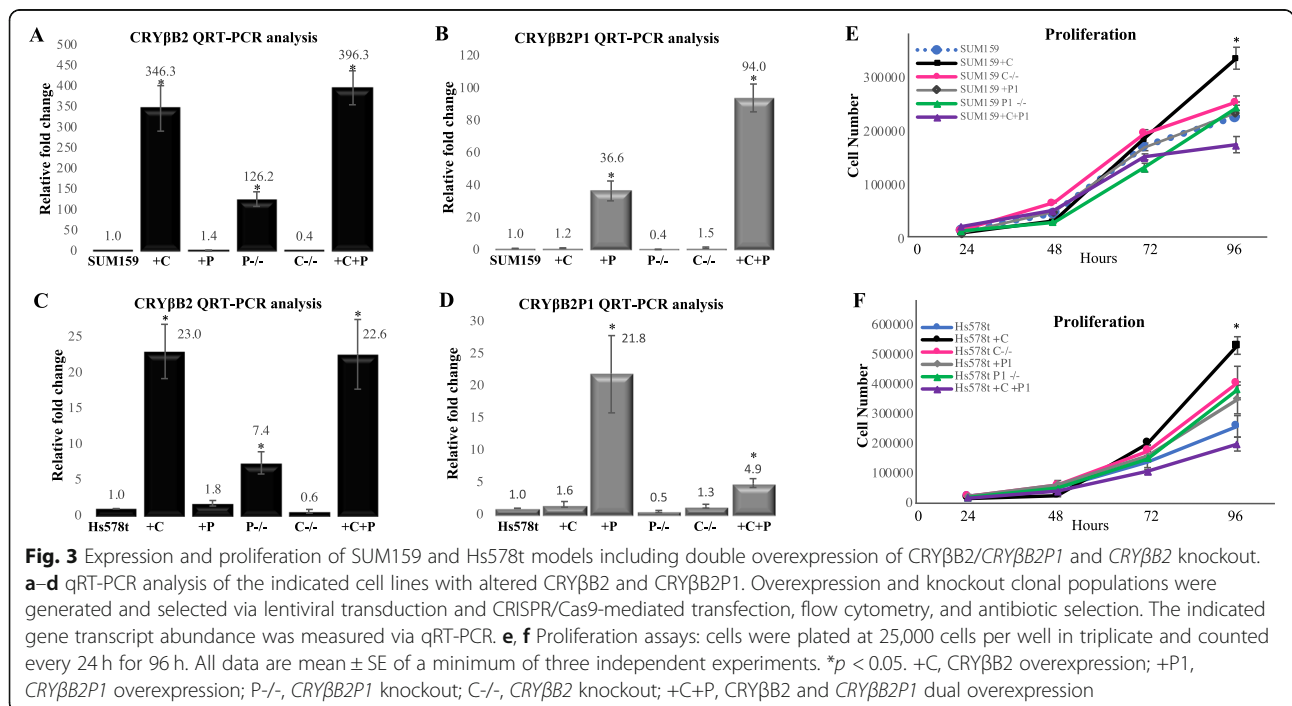 A
CRYβB2 QRT-PCR analysis
Relative fold change
500
450
400
350
300
250
200
150
100
50
0
1.0
346.3
*
1.4
126.2
*
0.4
396.3
*
SUM159 +C +P P-/- C-/- +C+P
B
CRYβB2P1 QRT-PCR analysis
Relative fold change
120
100
80
60
40
20
0
1.0
1.2
36.6
*
0.4
1.5
94.0
*
SUM159 +C +P P-/- C-/- +C+P
E
Proliferation
SUM159
SUM159+C
SUM159 C-/-
SUM159 +P1
SUM159 P1 -/-
SUM159+C+P1
*
Cell Number
300000
200000
100000
0
0 24 48 72 96
Hours
C
CRYβB2 QRT-PCR analysis
Relative fold change
25
20
15
10
5
0
1.0
*
23.0
1.8
7.4
*
0.6
*
22.6
Hs578t +C +P P-/- C-/- +C+P
D
CRYβB2P1 QRT-PCR analysis
Relative fold change
30
25
20
15
10
5
0
1.0
1.6
*
21.8
0.5
1.3
*
4.9
Hs578t +C +P P-/- C-/- +C+P
F
Proliferation
Hs578t
Hs578t +C
Hs578t C-/-
Hs578t +P1
Hs578t P1 -/-
Hs578t +C +P1
*
Cell Number
600000
500000
400000
300000
200000
100000
0
0 24 48 72 96
Hours
Fig. 3 Expression and proliferation of SUM159 and Hs578t models including double overexpression of CRYβB2/CRYβB2P1 and CRYβB2 knockout.
a–d qRT-PCR analysis of the indicated cell lines with altered CRYβB2 and CRYβB2P1. Overexpression and knockout clonal populations were
generated and selected via lentiviral transduction and CRISPR/Cas9-mediated transfection, flow cytometry, and antibiotic selection. The indicated
gene transcript abundance was measured via qRT-PCR. e, f Proliferation assays: cells were plated at 25,000 cells per well in triplicate and counted
every 24 h for 96 h. All data are mean ± SE of a minimum of three independent experiments. *p < 0.05. +C, CRYβB2 overexpression; +P1,
CRYβB2P1 overexpression; P-/-, CRYβB2P1 knockout; C-/-, CRYβB2 knockout; +C+P, CRYβB2 and CRYβB2P1 dual overexpression